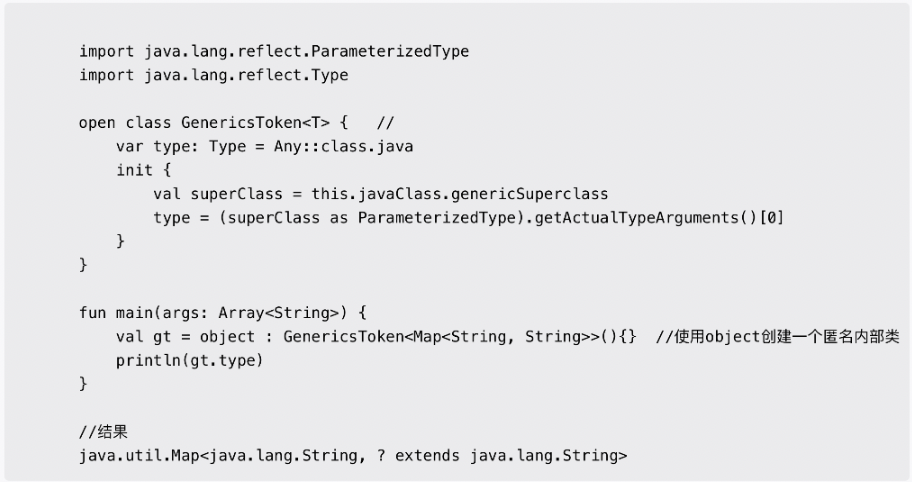 import java.lang.reflect.ParameterizedType
import java.lang.reflect.Type
open class GenericsToken<T> {   //
    var type: Type = Any::class.java
    init {
        val superClass = this.javaClass.genericSuperclass
        type = (superClass as ParameterizedType).getActualTypeArguments()[0]
    }
}
fun main(args: Array<String>) {
    val gt = object : GenericsToken<Map<String, String>>(){}  //使用object创建一个匿名内部类
    println(gt.type)
}
//结果
java.util.Map<java.lang.String, ? extends java.lang.String>